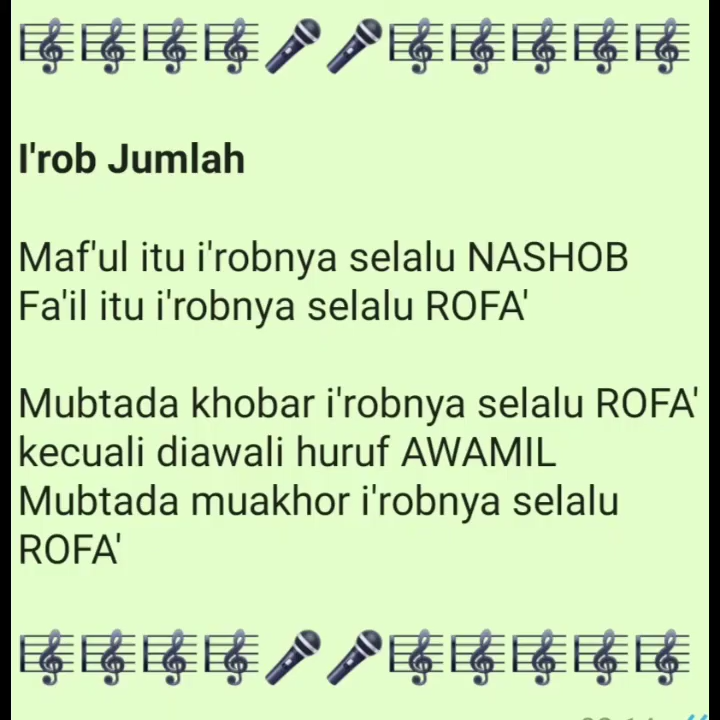 I'rob Jumlah
Maf'ul itu i'robnya selalu NASHOB
Fa'il itu i'robnya selalu ROFA'
Mubtada khobar i'robnya selalu ROFA'
kecuali diawali huruf AWAMIL
Mubtada muakhor i'robnya selalu
ROFA'